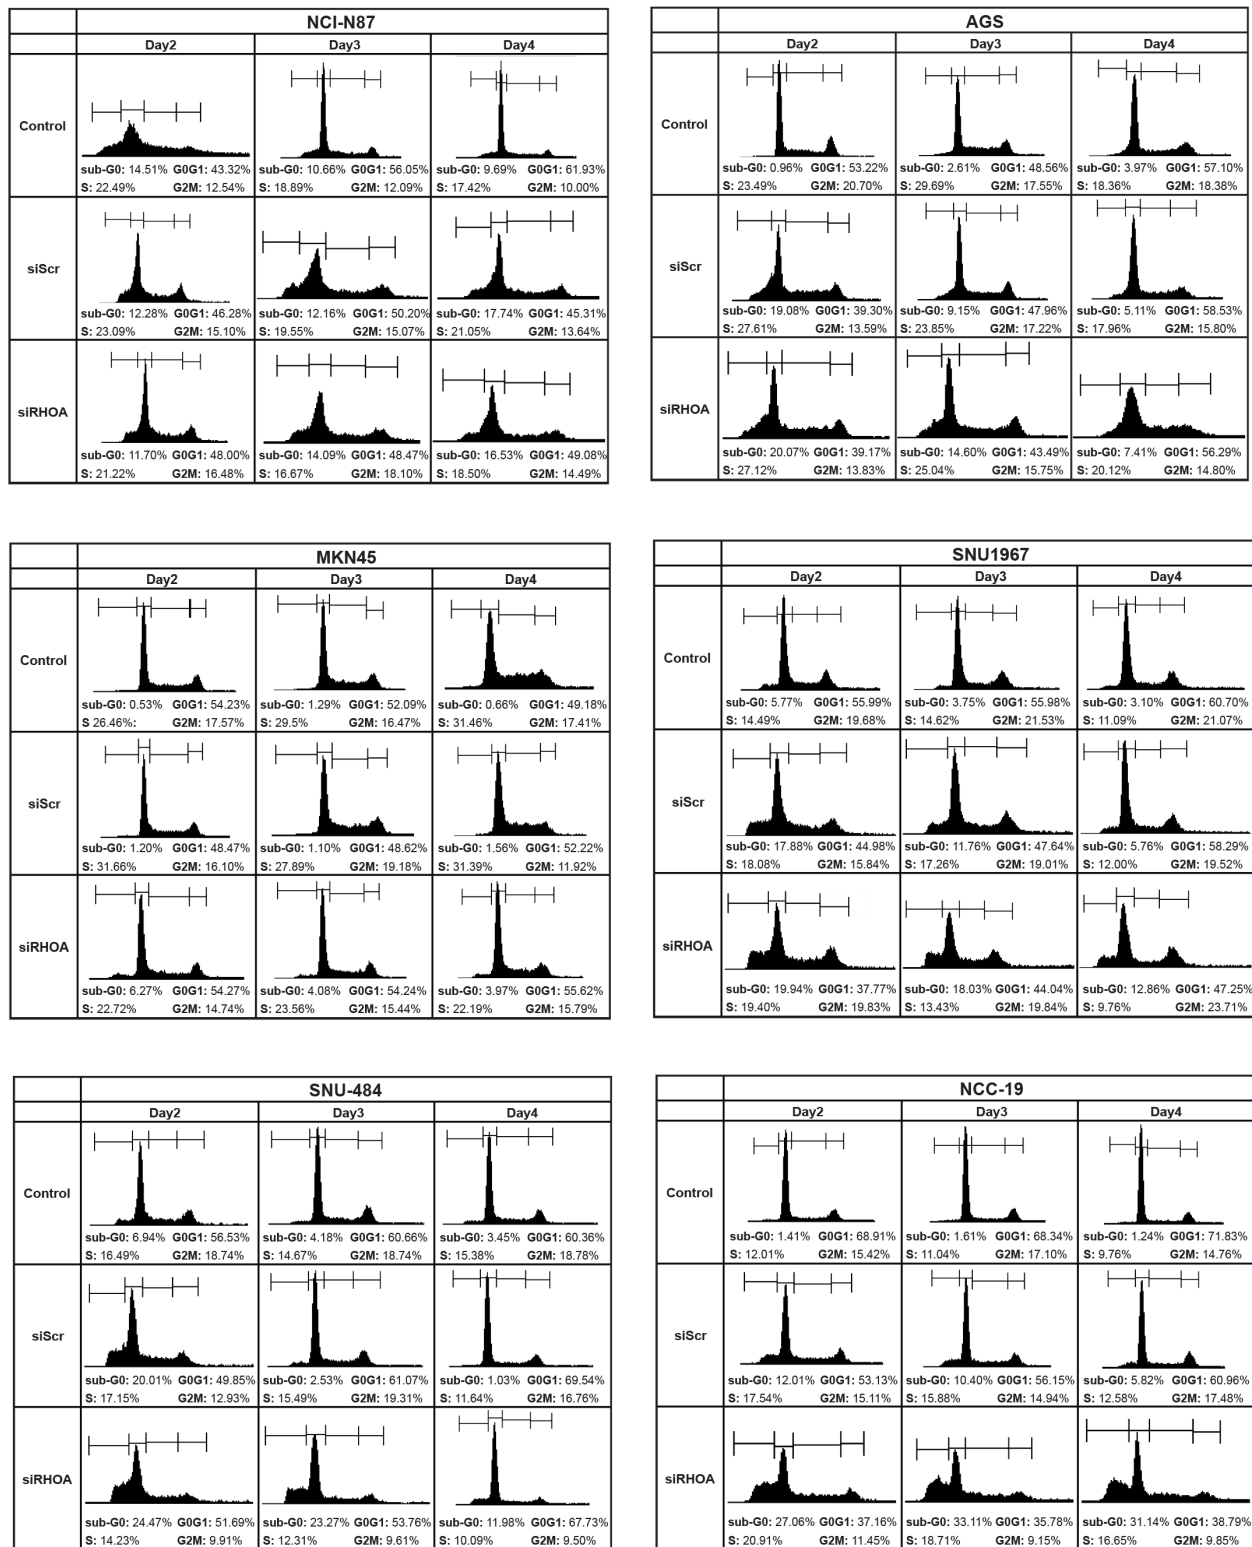 NCI-N87
Day2 Day3 Day4
Control
sub-G0: 14.51% G0G1: 43.32% sub-G0: 10.66% G0G1: 56.05% sub-G0: 9.69% G0G1: 61.93%
S: 22.49% G2M: 12.54% S: 18.89% G2M: 12.09% S: 17.42% G2M: 10.00%
siScr
sub-G0: 12.28% G0G1: 46.28% sub-G0: 12.16% G0G1: 50.20% sub-G0: 17.74% G0G1: 45.31%
S: 23.09% G2M: 15.10% S: 19.55% G2M: 15.07% S: 21.05% G2M: 13.64%
siRHOA
sub-G0: 11.70% G0G1: 48.00% sub-G0: 14.09% G0G1: 48.47% sub-G0: 16.53% G0G1: 49.08%
S: 21.22% G2M: 16.48% S: 16.67% G2M: 18.10% S: 18.50% G2M: 14.49%
AGS
Day2 Day3 Day4
Control
sub-G0: 0.96% G0G1: 53.22% sub-G0: 2.61% G0G1: 48.56% sub-G0: 3.97% G0G1: 57.10%
S: 23.49% G2M: 20.70% S: 29.69% G2M: 17.55% S: 18.36% G2M: 18.38%
siScr
sub-G0: 19.08% G0G1: 39.30% sub-G0: 9.15% G0G1: 47.96% sub-G0: 5.11% G0G1: 58.53%
S: 27.61% G2M: 13.59% S: 23.85% G2M: 17.22% S: 17.96% G2M: 15.80%
siRHOA
sub-G0: 20.07% G0G1: 39.17% sub-G0: 14.60% G0G1: 43.49% sub-G0: 7.41% G0G1: 56.29%
S: 27.12% G2M: 13.83% S: 25.04% G2M: 15.75% S: 20.12% G2M: 14.80%
MKN45
Day2 Day3 Day4
Control
sub-G0: 0.53% G0G1: 54.23% sub-G0: 1.29% G0G1: 52.09% sub-G0: 0.66% G0G1: 49.18%
S 26.46%: G2M: 17.57% S: 29.5% G2M: 16.47% S: 31.46% G2M: 17.41%
siScr
sub-G0: 1.20% G0G1: 48.47% sub-G0: 1.10% G0G1: 48.62% sub-G0: 1.56% G0G1: 52.22%
S: 31.66% G2M: 16.10% S: 27.89% G2M: 19.18% S: 31.39% G2M: 11.92%
siRHOA
sub-G0: 6.27% G0G1: 54.27% sub-G0: 4.08% G0G1: 54.24% sub-G0: 3.97% G0G1: 55.62%
S: 22.72% G2M: 14.74% S: 23.56% G2M: 15.44% S: 22.19% G2M: 15.79%
SNU1967
Day2 Day3 Day4
Control
sub-G0: 5.77% G0G1: 55.99% sub-G0: 3.75% G0G1: 55.98% sub-G0: 3.10% G0G1: 60.70%
S: 14.49% G2M: 19.68% S: 14.62% G2M: 21.53% S: 11.09% G2M: 21.07%
siScr
sub-G0: 17.88% G0G1: 44.98% sub-G0: 11.76% G0G1: 47.64% sub-G0: 5.76% G0G1: 58.29%
S: 18.08% G2M: 15.84% S: 17.26% G2M: 19.01% S: 12.00% G2M: 19.52%
siRHOA
sub-G0: 19.94% G0G1: 37.77% sub-G0: 18.03% G0G1: 44.04% sub-G0: 12.86% G0G1: 47.25%
S: 19.40% G2M: 19.83% S: 13.43% G2M: 19.84% S: 9.76% G2M: 23.71%
SNU-484
Day2 Day3 Day4
Control
sub-G0: 6.94% G0G1: 56.53% sub-G0: 4.18% G0G1: 60.66% sub-G0: 3.45% G0G1: 60.36%
S: 16.49% G2M: 18.74% S: 14.67% G2M: 18.74% S: 15.38% G2M: 18.78%
siScr
sub-G0: 20.01% G0G1: 49.85% sub-G0: 2.53% G0G1: 61.07% sub-G0: 1.03% G0G1: 69.54%
S: 17.15% G2M: 12.93% S: 15.49% G2M: 19.31% S: 11.64% G2M: 16.76%
siRHOA
sub-G0: 24.47% G0G1: 51.69% sub-G0: 23.27% G0G1: 53.76% sub-G0: 11.98% G0G1: 67.73%
S: 14.23% G2M: 9.91% S: 12.31% G2M: 9.61% S: 10.09% G2M: 9.50%
NCC-19
Day2 Day3 Day4
Control
sub-G0: 1.41% G0G1: 68.91% sub-G0: 1.61% G0G1: 68.34% sub-G0: 1.24% G0G1: 71.83%
S: 12.01% G2M: 15.42% S: 11.04% G2M: 17.10% S: 9.76% G2M: 14.76%
siScr
sub-G0: 12.01% G0G1: 53.13% sub-G0: 10.40% G0G1: 56.15% sub-G0: 5.82% G0G1: 60.96%
S: 17.54% G2M: 15.11% S: 15.88% G2M: 14.94% S: 12.58% G2M: 17.48%
siRHOA
sub-G0: 27.06% G0G1: 37.16% sub-G0: 33.11% G0G1: 35.78% sub-G0: 31.14% G0G1: 38.79%
S: 20.91% G2M: 11.45% S: 18.71% G2M: 9.15% S: 16.65% G2M: 9.85%